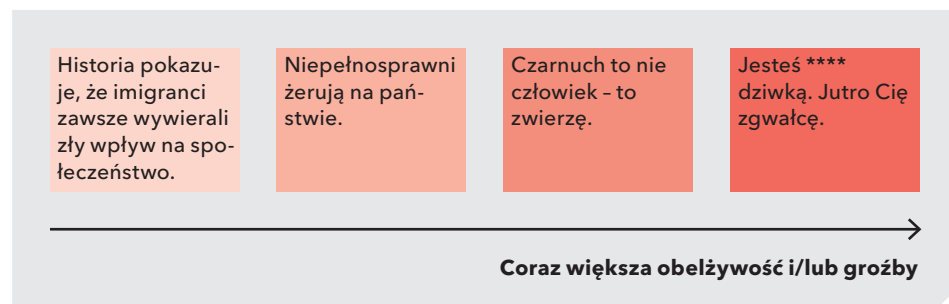 Historia pokazu-
je, że imigranci
zawsze wywierali
zły wpływ na spo-
łeczeństwo.
Niepełnosprawni
żerują na pań-
stwie.
Czarnuch to nie
człowiek – to
zwierzę.
Jesteś ****
dziwką. Jutro Cię
zgwałcę.
Coraz większa obelżywość i/lub groźby